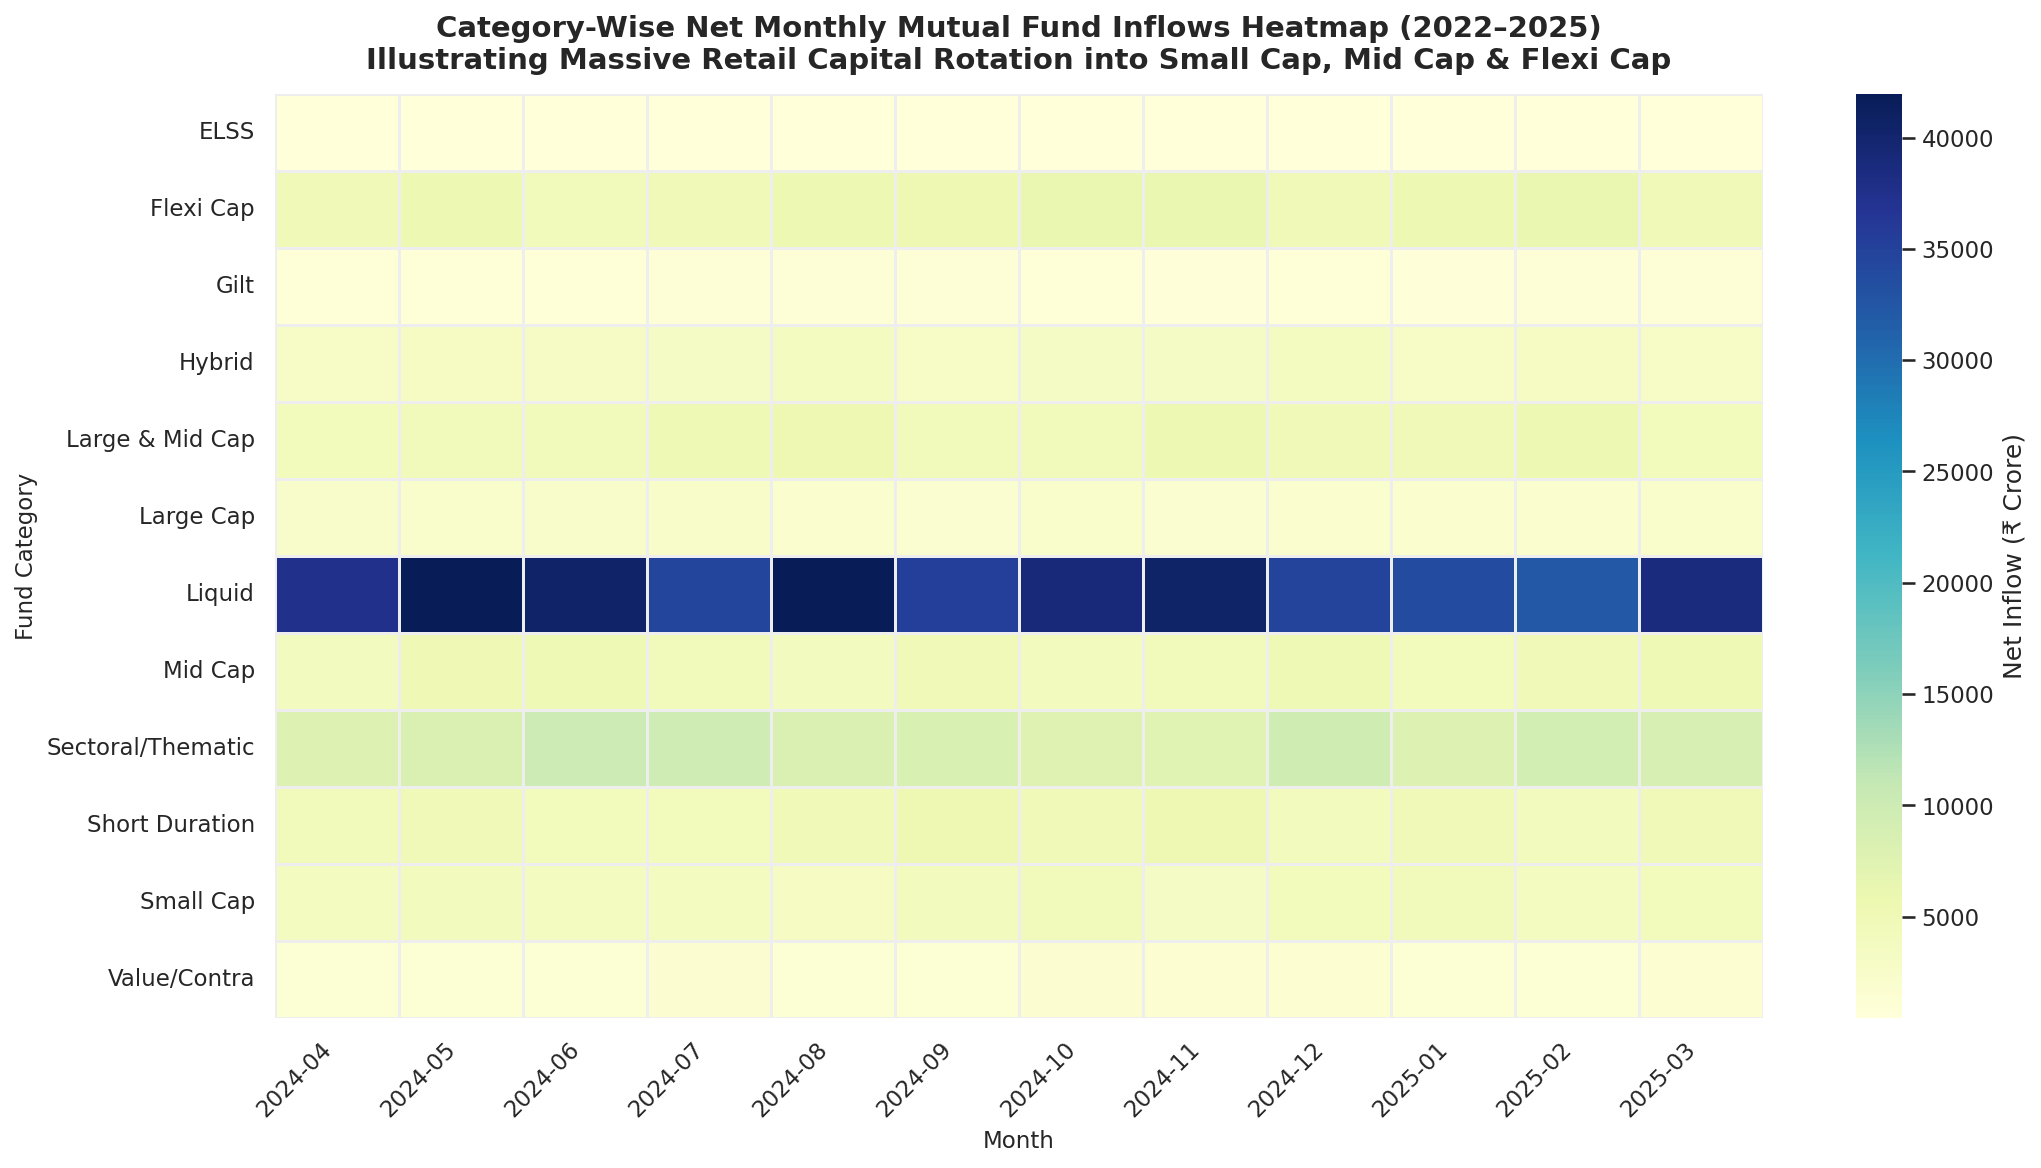 Category-Wise Net Monthly Mutual Fund Inflows Heatmap (2022–2025)
Illustrating Massive Retail Capital Rotation into Small Cap, Mid Cap & Flexi Cap
Fund Category
ELSS
Flexi Cap
Gilt
Hybrid
Large & Mid Cap
Large Cap
Liquid
Mid Cap
Sectoral/Thematic
Short Duration
Small Cap
Value/Contra
2024-04
2024-05
2024-06
2024-07
2024-08
2024-09
2024-10
2024-11
2024-12
2025-01
2025-02
2025-03
Month
40000
35000
30000
25000
20000
15000
10000
5000
Net Inflow (₹ Crore)